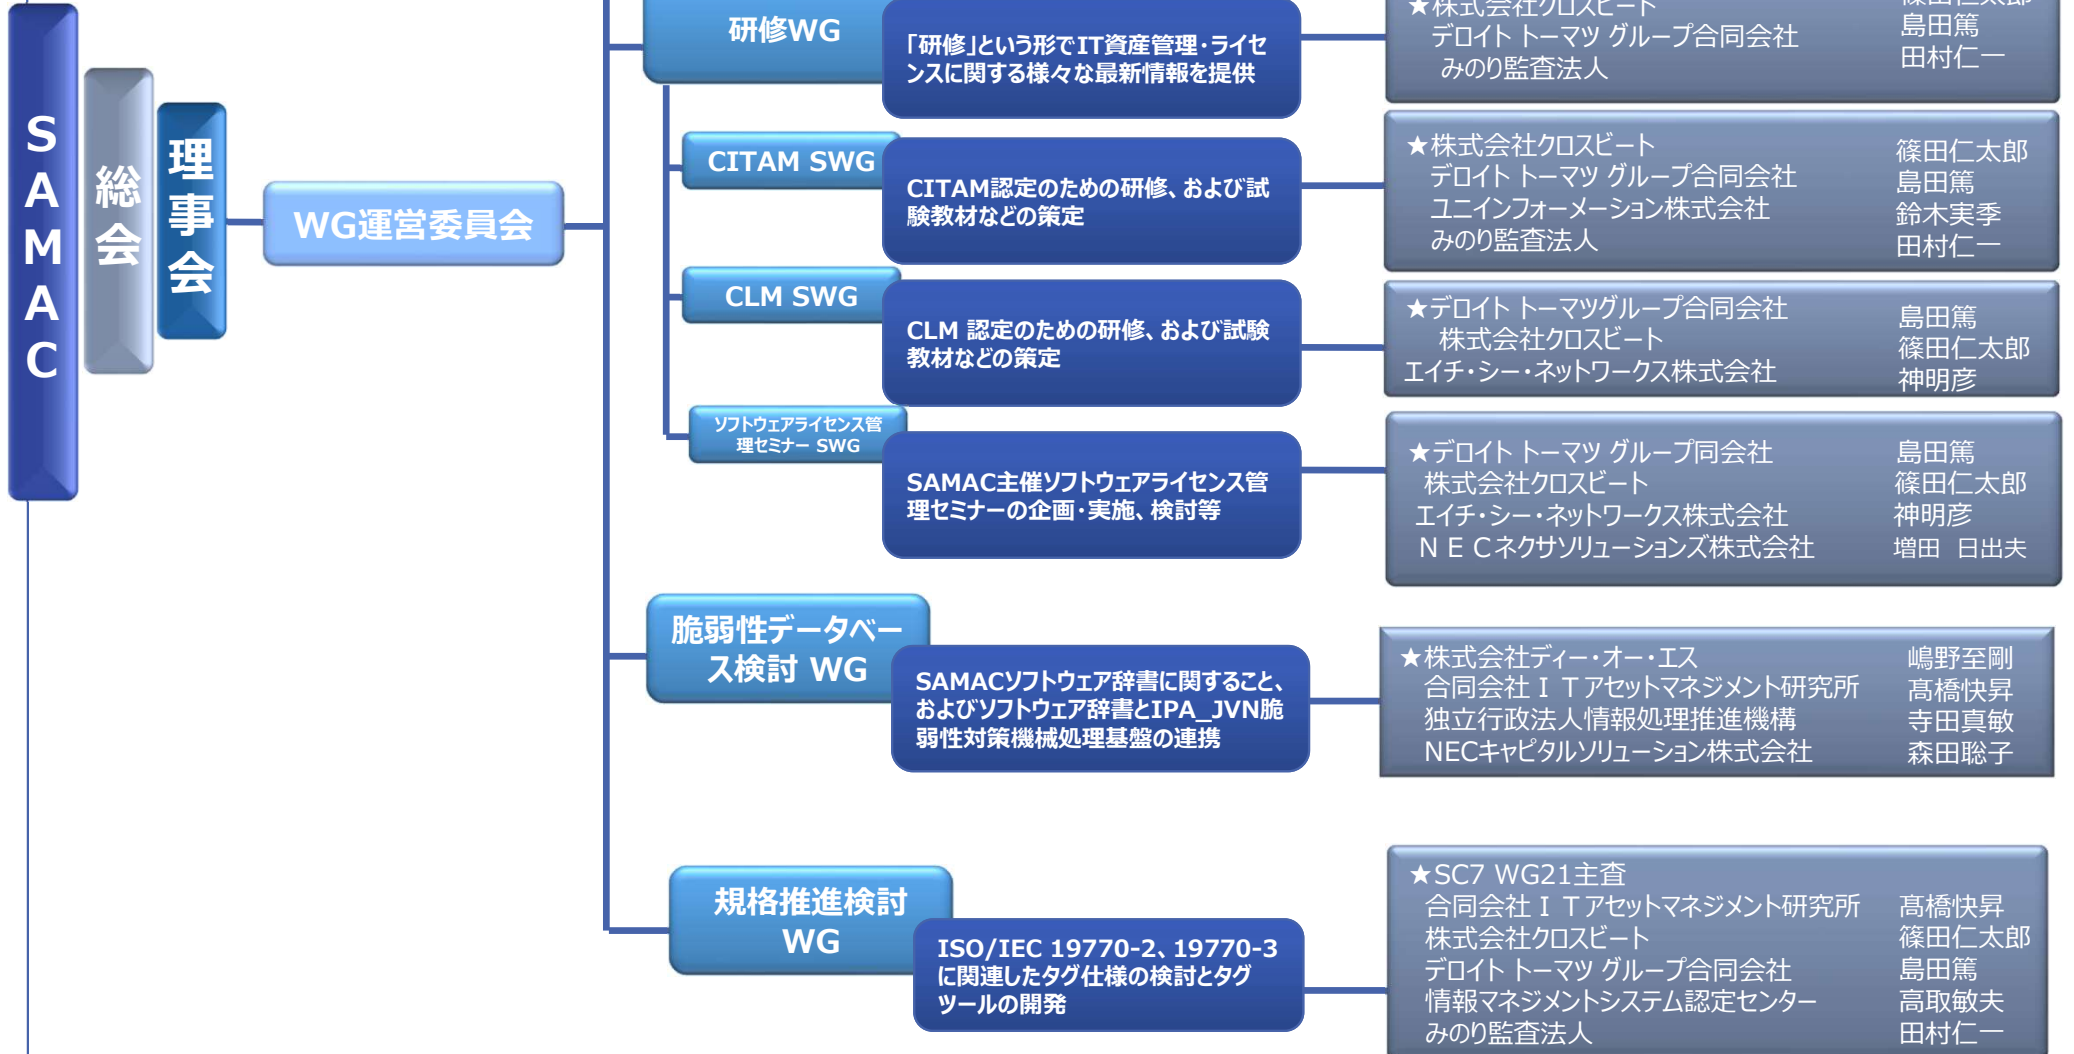 SAMAC
総会
理事会
WG運営委員会
研修WG
「研修」という形でIT資産管理・ライセ
ンスに関する様々な最新情報を提供
★株式会社クロスビート 篠田仁太郎
デロイト トーマツ グループ合同会社 島田篤
みのり監査法人 田村仁一
CITAM SWG
CITAM認定のための研修、および試
験教材などの策定
★株式会社クロスビート 篠田仁太郎
デロイト トーマツ グループ合同会社 島田篤
ユニインフォーメーション株式会社 鈴木実季
みのり監査法人 田村仁一
CLM SWG
CLM 認定のための研修、および試験
教材などの策定
★デロイト トーマツグループ合同会社 島田篤
株式会社クロスビート 篠田仁太郎
エイチ・シー・ネットワークス株式会社 神明彦
ソフトウェアライセンス管
理セミナー SWG
SAMAC主催ソフトウェアライセンス管
理セミナーの企画・実施、検討等
★デロイト トーマツ グループ同会社 島田篤
株式会社クロスビート 篠田仁太郎
エイチ・シー・ネットワークス株式会社 神明彦
ＮＥＣネクサソリューションズ株式会社 増田　日出夫
脆弱性データベー
ス検討 WG
SAMACソフトウェア辞書に関すること、
およびソフトウェア辞書とIPA_JVN脆
弱性対策機械処理基盤の連携
★株式会社ディー・オー・エス 嶋野至剛
合同会社ＩＴアセットマネジメント研究所 髙橋快昇
独立行政法人情報処理推進機構 寺田真敏
NECキャピタルソリューション株式会社 森田聡子
規格推進検討
WG
ISO/IEC 19770-2、19770-3
に関連したタグ仕様の検討とタグ
ツールの開発
★SC7 WG21主査
合同会社ＩＴアセットマネジメント研究所 髙橋快昇
株式会社クロスビート 篠田仁太郎
デロイト トーマツ グループ合同会社 島田篤
情報マネジメントシステム認定センター 高取敏夫
みのり監査法人 田村仁一